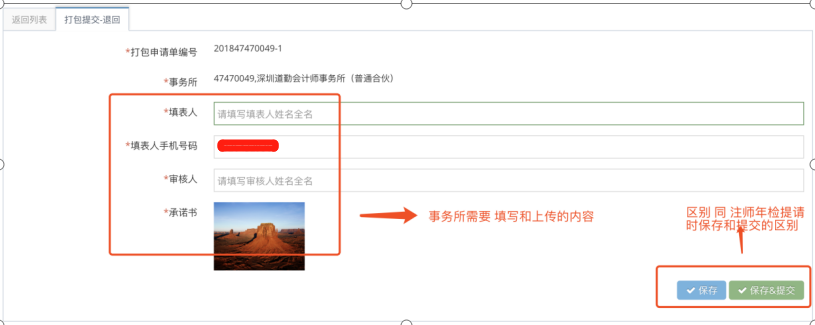 返回列表 打包提交-退回
*打包申请单编号 201847470049-1
*事务所 47470049,深圳道勤会计师事务所（普通合伙）
*填表人 请填写填表人姓名全名
*填表人手机号码
*审核人 请填写审核人姓名全名
*承诺书
事务所需要 填写和上传的内容
区别 同 注师年检提请
时保存和提交的区别
保存 保存&提交